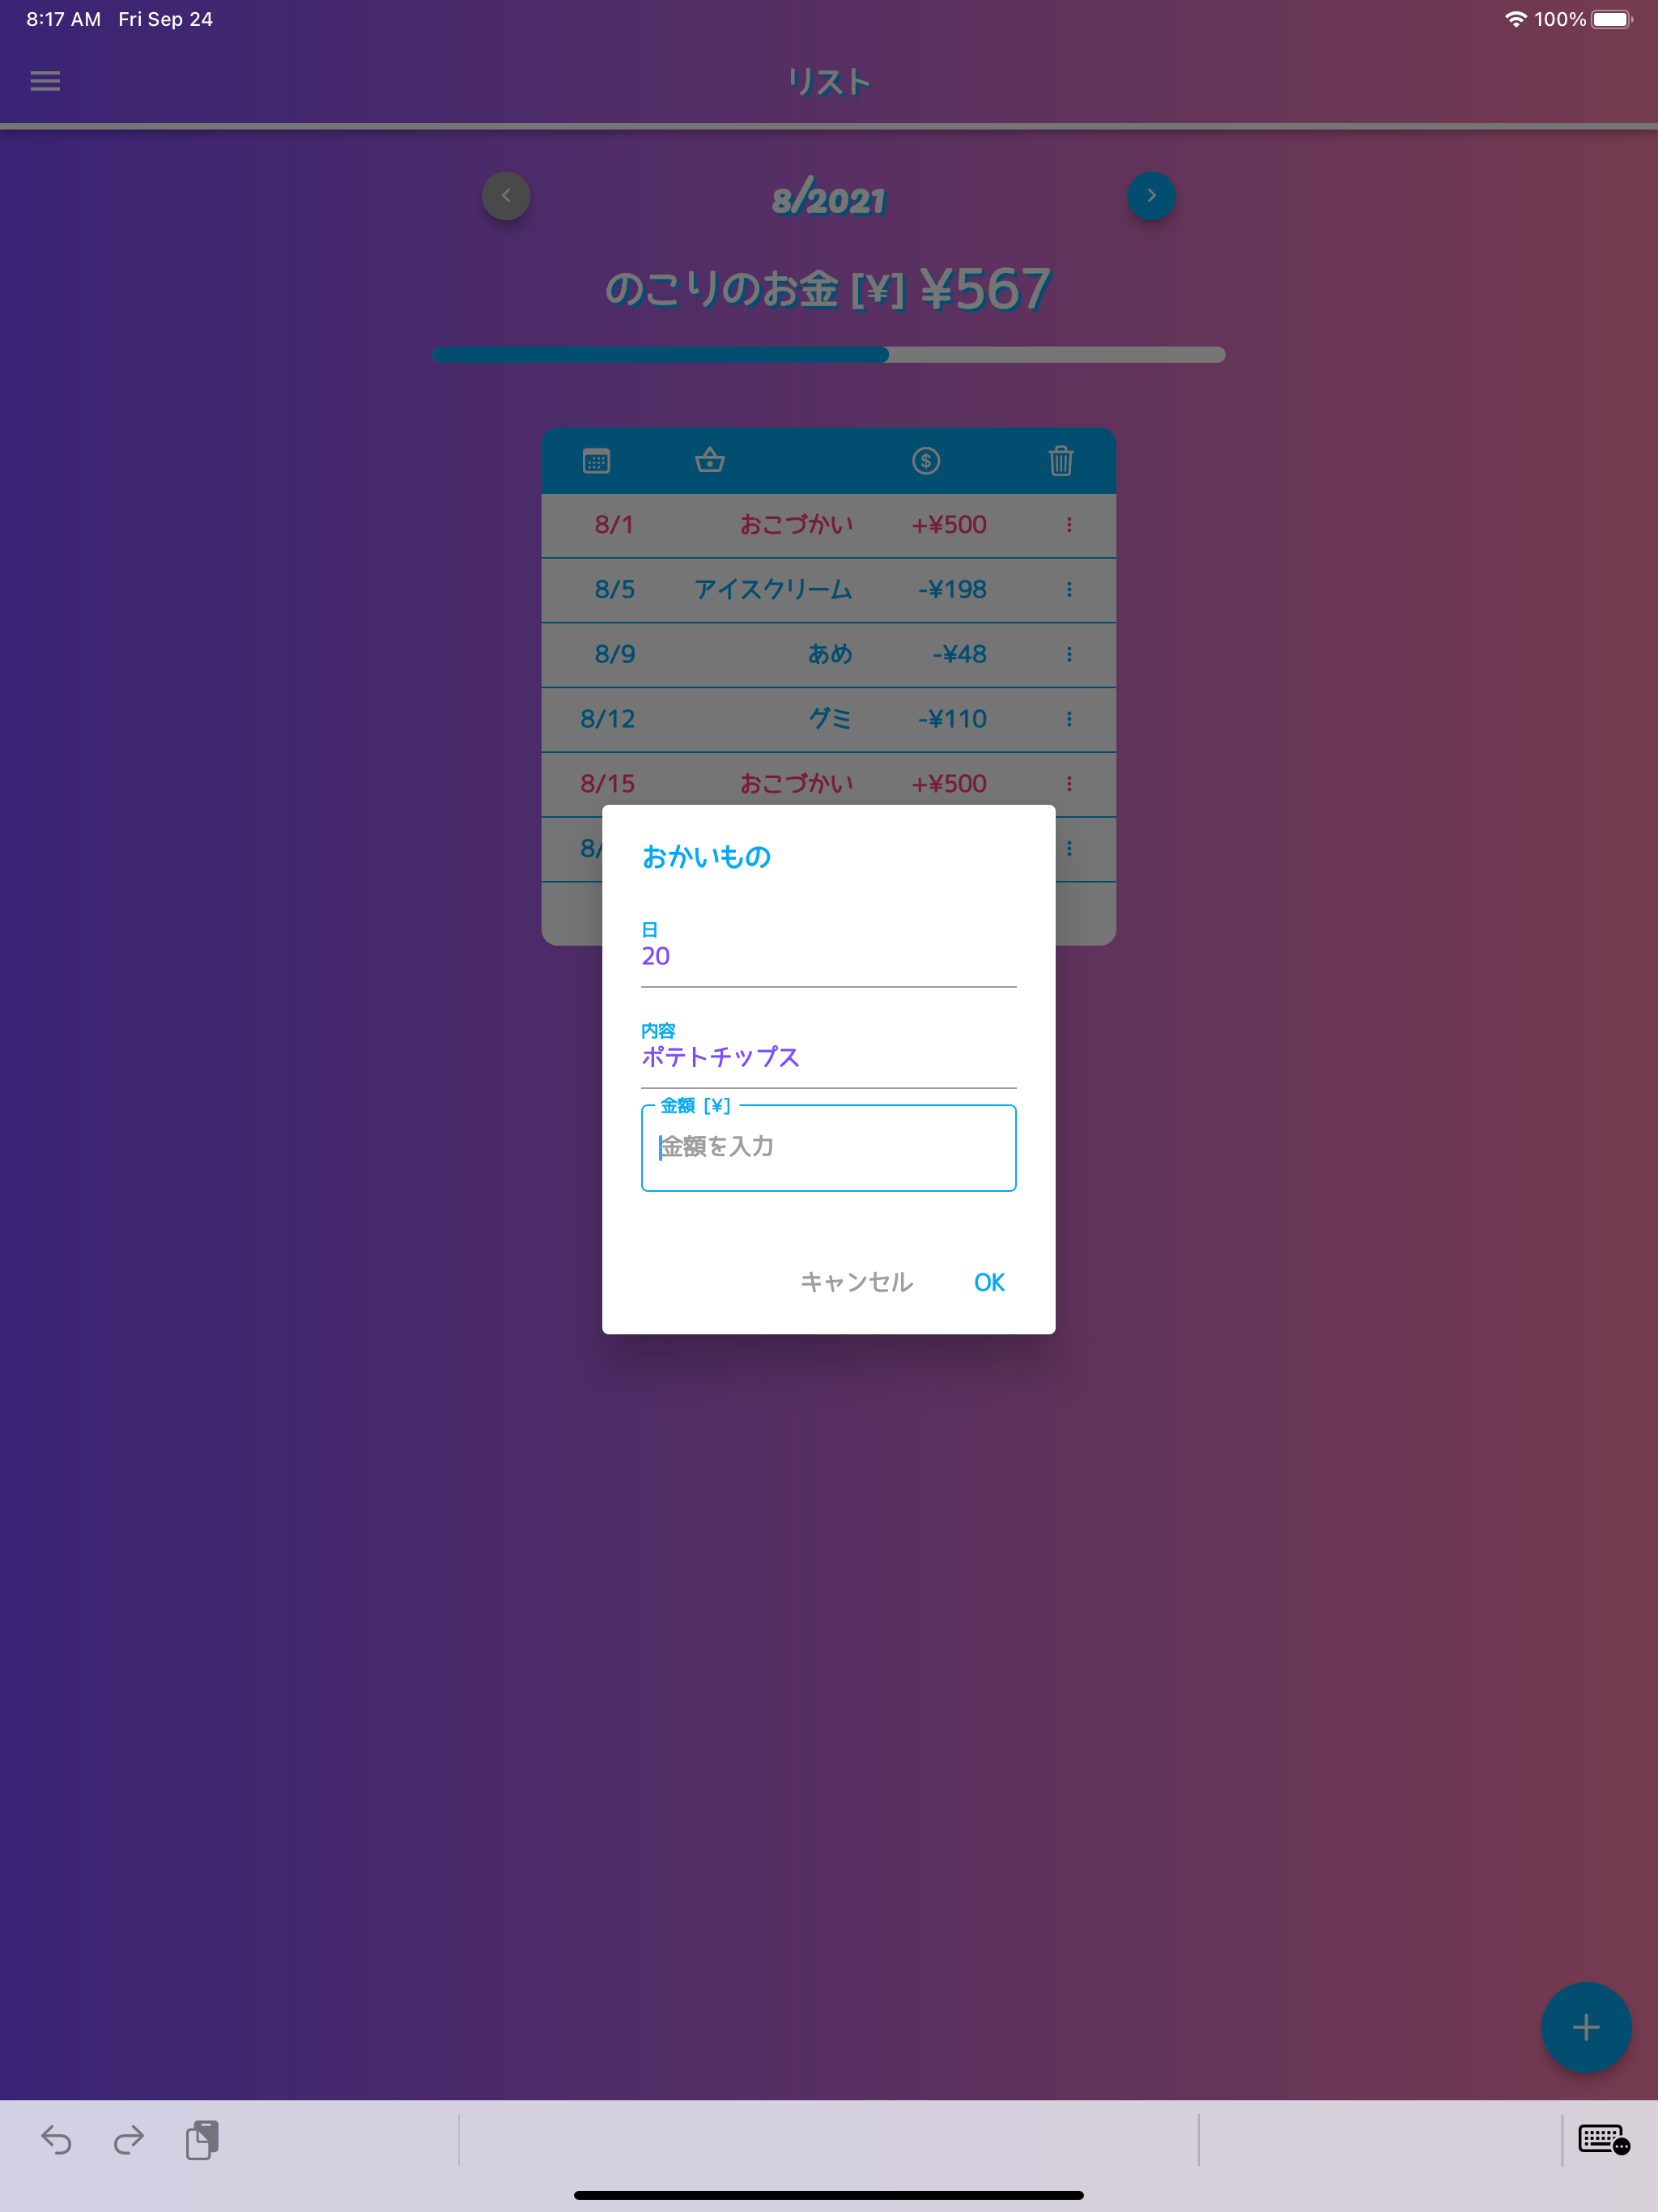 8:17 AM Fri Sep 24 100%
リスト
8/2021
のこりのお金 [¥] ¥567
8/1 おこづかい +¥500
8/5 アイスクリーム -¥198
8/9 あめ -¥48
8/12 グミ -¥110
8/15 おこづかい +¥500
8/
おかいもの
日
20
内容
ポテトチップス
金額 [¥]
金額を入力
キャンセル OK